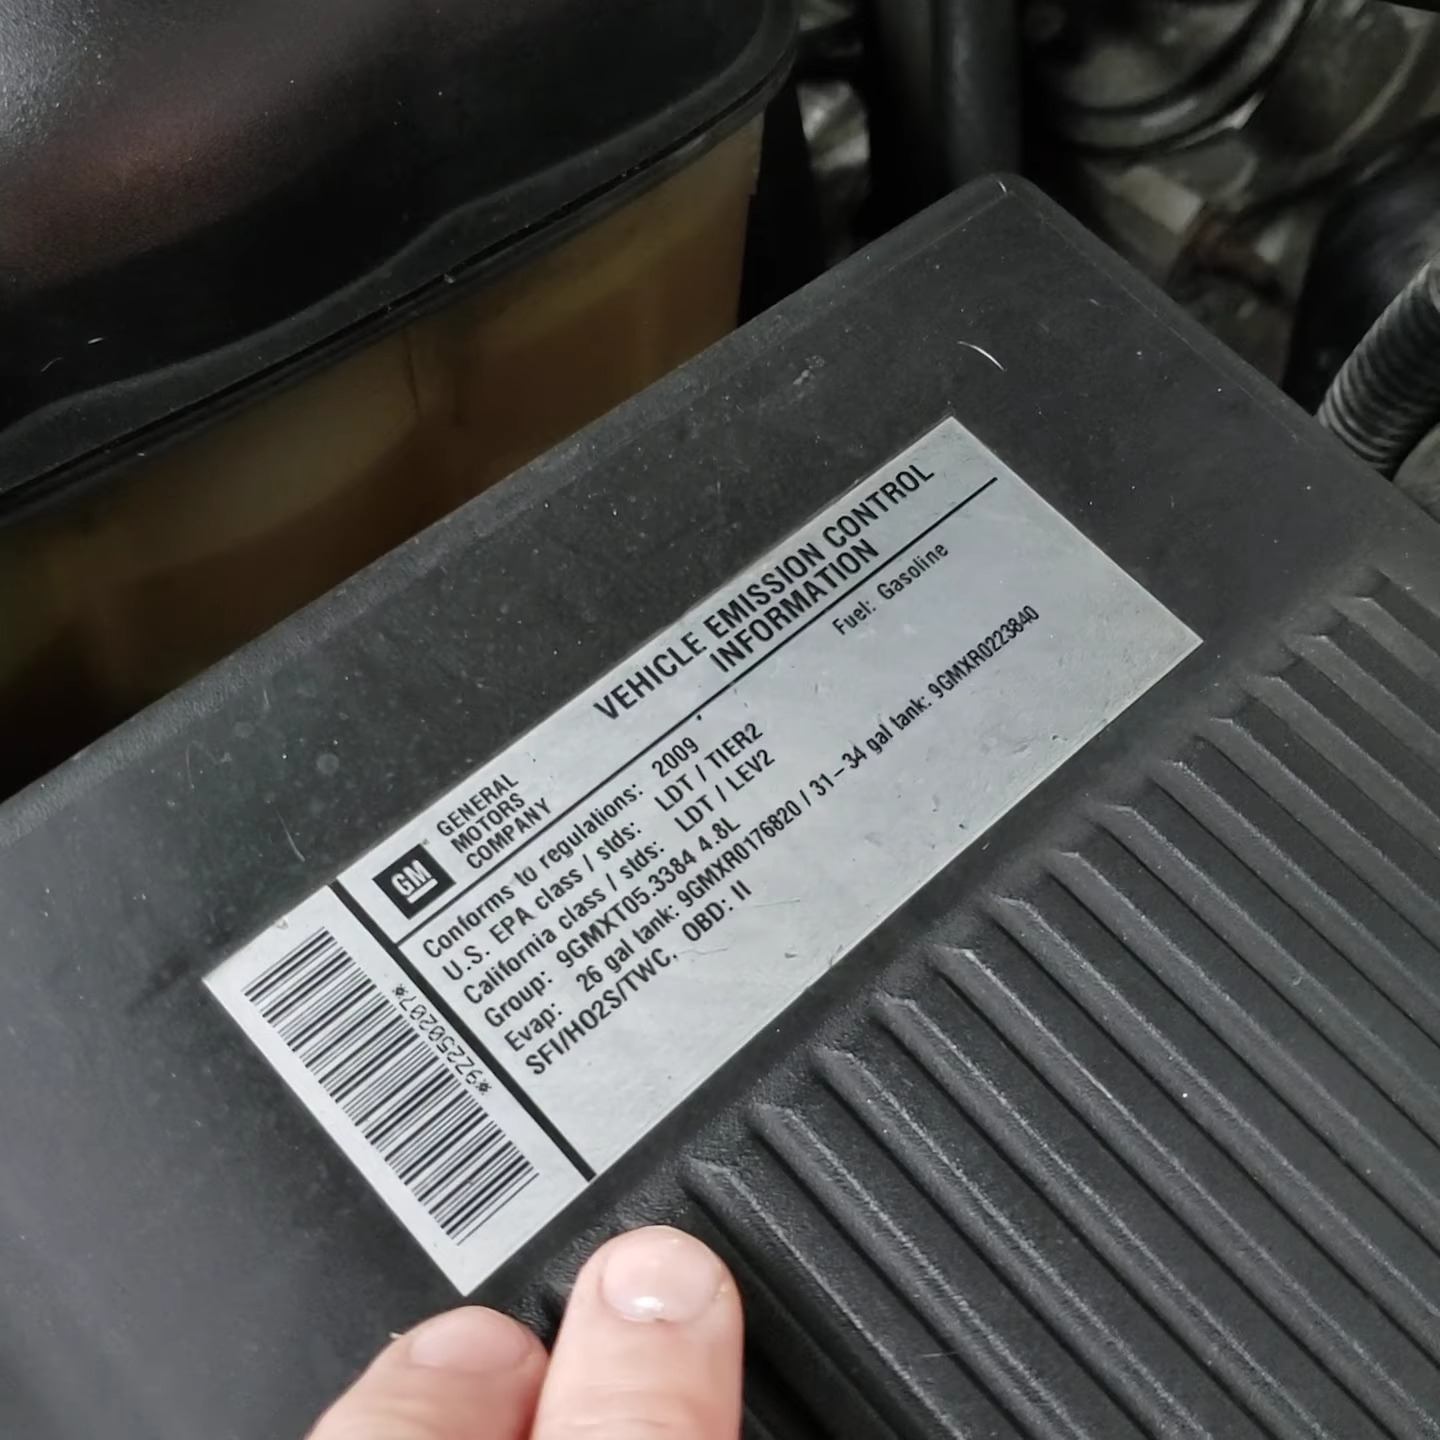 VEHICLE EMISSION CONTROL
INFORMATION
GM
GENERAL
MOTORS
COMPANY
Fuel: Gasoline
Conforms to regulations: 2009
U.S. EPA class / stds: LDT / TIER2
California class / stds: LDT / LEV2
Group: 9GMXT05.3384 4.8L
Evap: 26 gal tank: 9GMXR0176820 / 31 – 34 gal tank: 9GMXR0223840
SFI/HO2S/TWC, OBD: II
*9Z2250207*